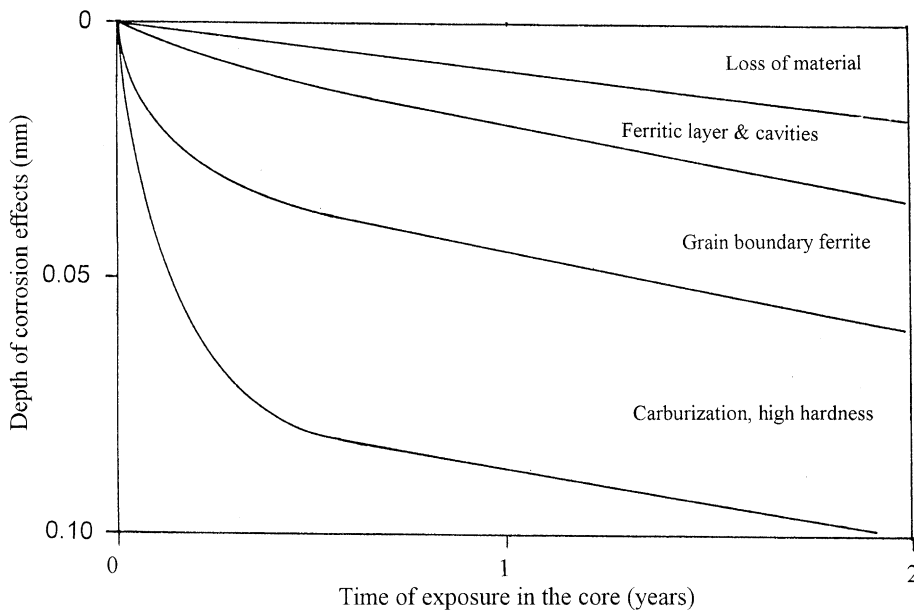 0
Loss of material
Ferritic layer & cavities
Grain boundary ferrite
0.05
Carburization, high hardness
0.10
0
1
2
Time of exposure in the core (years)
Depth of corrosion effects (mm)